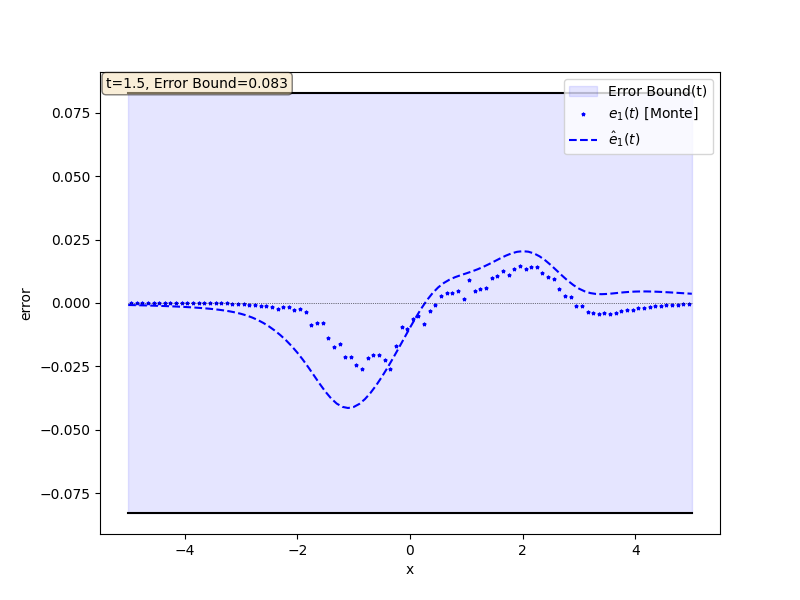 t=1.5, Error Bound=0.083
Error Bound(t)
e₁(t) [Monte]
ê₁(t)
0.075
0.050
0.025
0.000
−0.025
−0.050
−0.075
error
−4
−2
0
2
4
x